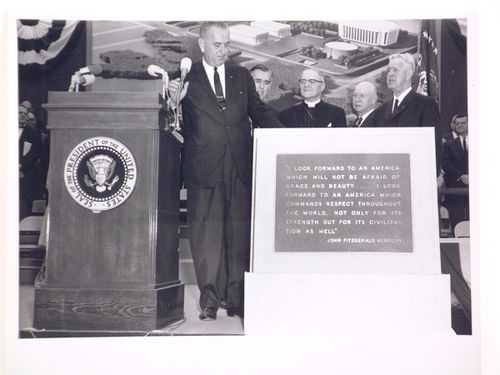 SEAL OF THE PRESIDENT OF THE UNITED STATES
"I LOOK FORWARD TO AN AMERICA
WHICH WILL NOT BE AFRAID OF
GRACE AND BEAUTY......I LOOK
FORWARD TO AN AMERICA WHICH
COMMANDS RESPECT THROUGHOUT
THE WORLD, NOT ONLY FOR ITS
STRENGTH BUT FOR ITS CIVILIZA-
TION AS WELL"
JOHN FITZGERALD KENNEDY